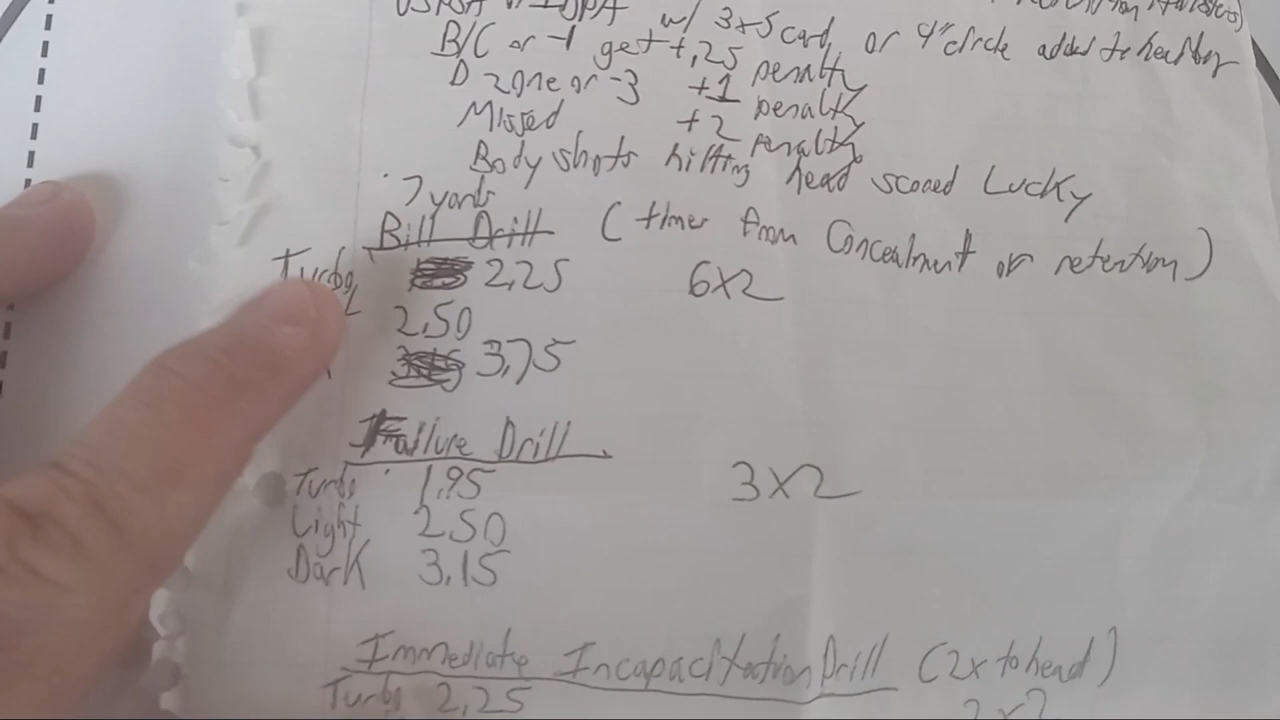 w/ 3x5 card, or 4" circle added to head box
B/C or -1 get +.25 penalty
D zone or -3 +1 penalty
Missed +2 penalty
Body shots hitting head scored Lucky
7 yards
Bill Drill (timer from Concealment or retention)
Turbo 2.25 6x2
2.50
3.75
Failure Drill
Turbo 1.95 3x2
Light 2.50
Dark 3.15
Immediate Incapacitation Drill (2x to head)
Turbo 2.25